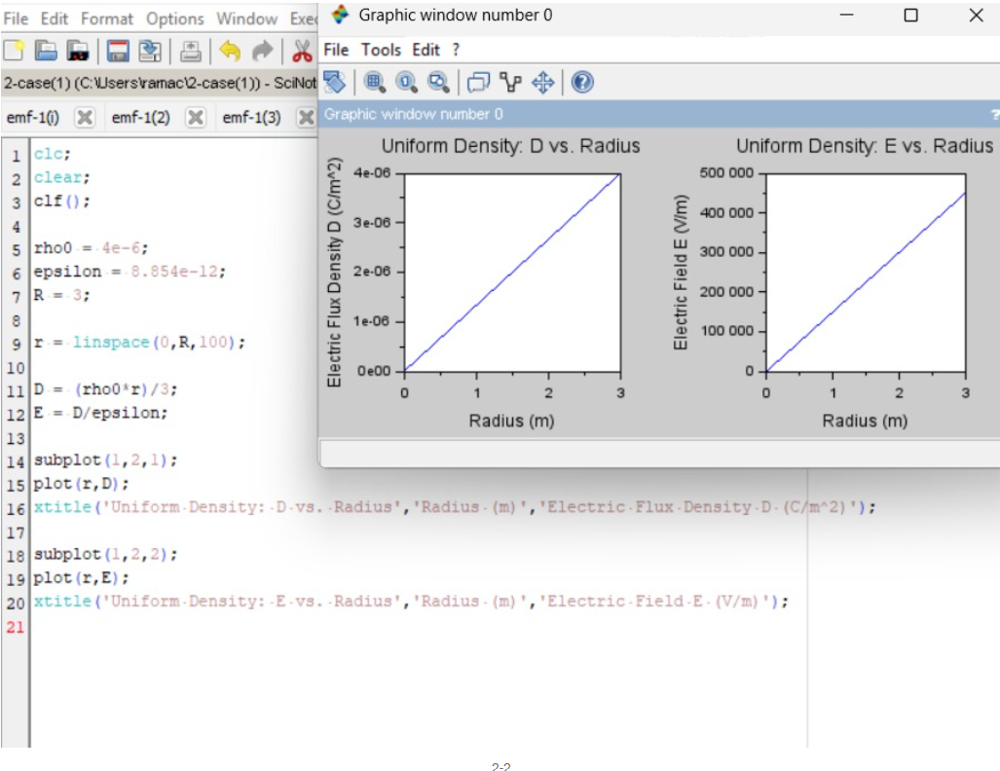 File Edit Format Options Window Exec
2-case(1) (C:\Users\ramac\2-case(1)) - SciNot
emf-1(i) emf-1(2) emf-1(3)
1 clc;
2 clear;
3 clf();
4
5 rho0 = 4e-6;
6 epsilon = 8.854e-12;
7 R = 3;
8
9 r = linspace(0,R,100);
10
11 D = (rho0*r)/3;
12 E = D/epsilon;
13
14 subplot(1,2,1);
15 plot(r,D);
16 xtitle('Uniform Density: D vs. Radius','Radius (m)','Electric Flux Density D (C/m^2)');
17
18 subplot(1,2,2);
19 plot(r,E);
20 xtitle('Uniform Density: E vs. Radius','Radius (m)','Electric Field E (V/m)');
21
Graphic window number 0
File Tools Edit ?
Graphic window number 0
?
Uniform Density: D vs. Radius
Electric Flux Density D (C/m^2)
4e-06
3e-06
2e-06
1e-06
0e00
0 1 2 3
Radius (m)
Uniform Density: E vs. Radius
Electric Field E (V/m)
500 000
400 000
300 000
200 000
100 000
0
0 1 2 3
Radius (m)
2-2